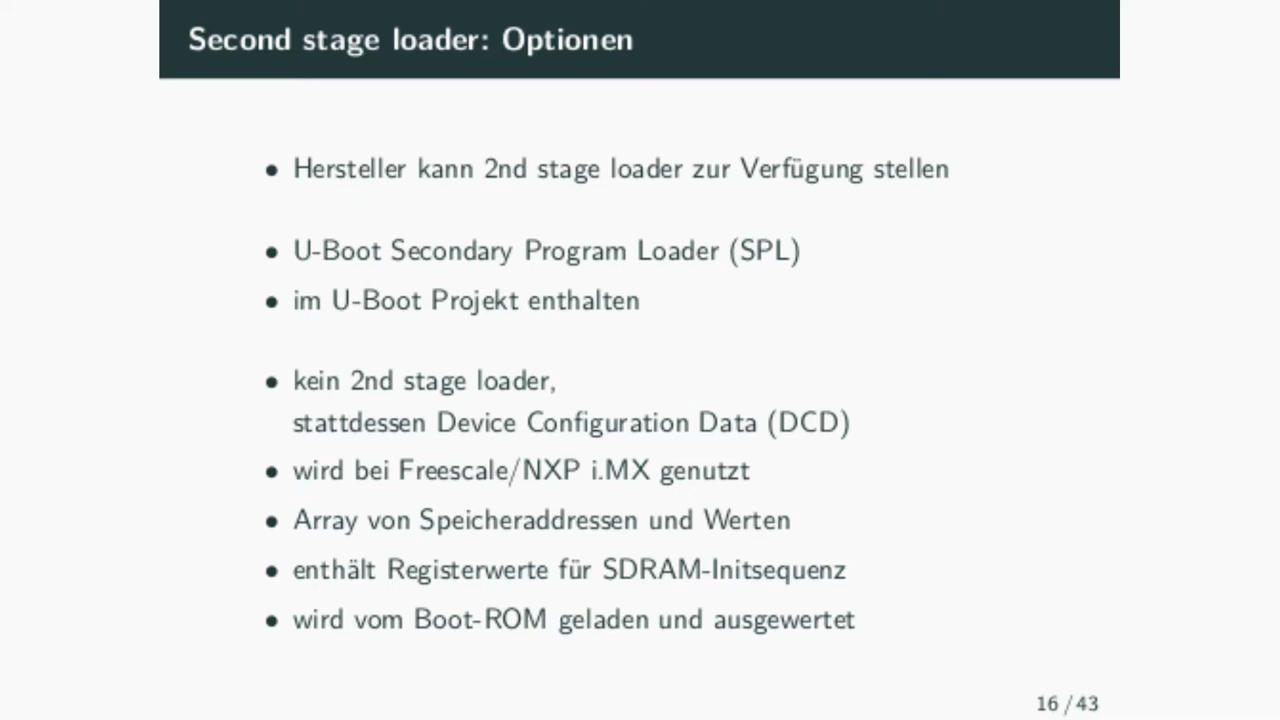 Second stage loader: Optionen
• Hersteller kann 2nd stage loader zur Verfügung stellen
• U-Boot Secondary Program Loader (SPL)
• im U-Boot Projekt enthalten
• kein 2nd stage loader,
stattdessen Device Configuration Data (DCD)
• wird bei Freescale/NXP i.MX genutzt
• Array von Speicheraddressen und Werten
• enthält Registerwerte für SDRAM-Initsequenz
• wird vom Boot-ROM geladen und ausgewertet
16 / 43